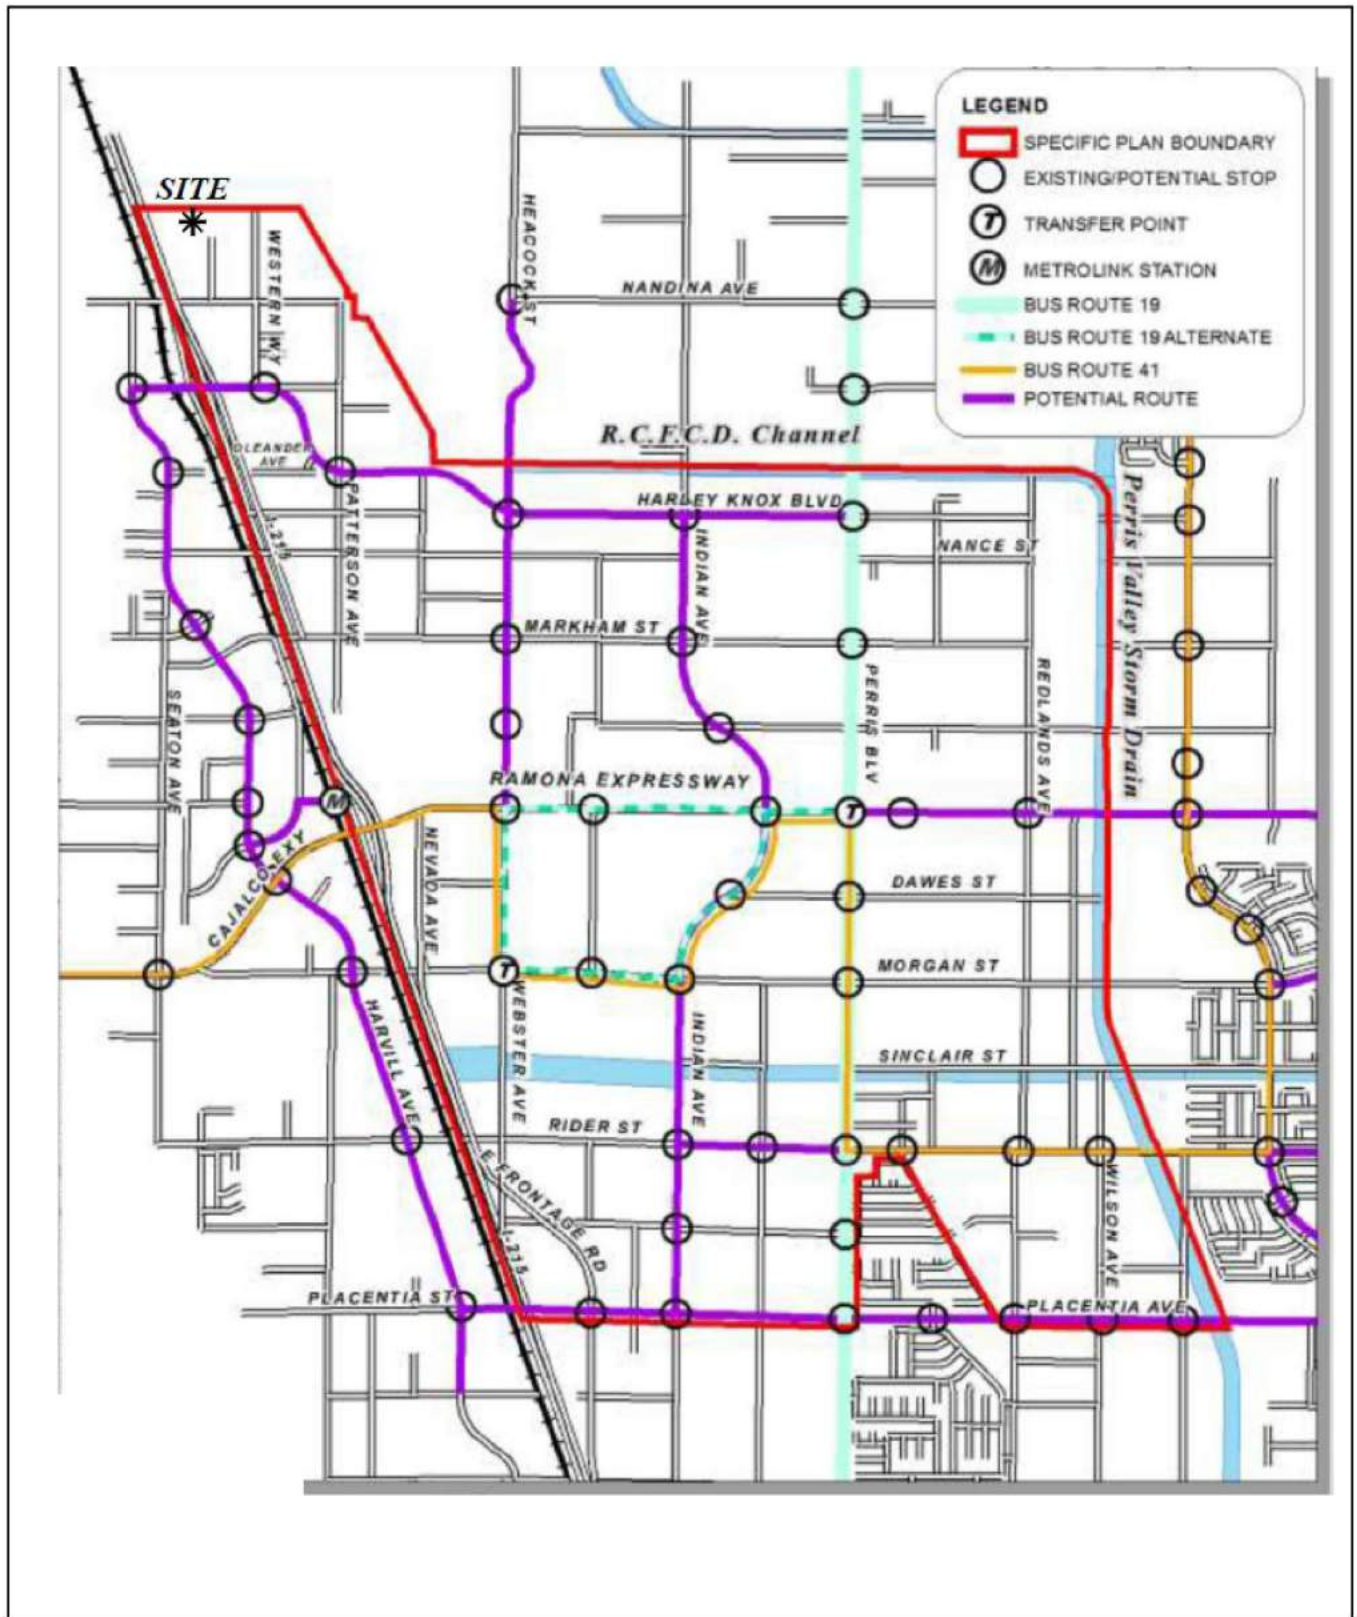 LEGEND
SPECIFIC PLAN BOUNDARY
EXISTING/POTENTIAL STOP
T
TRANSFER POINT
M
METROLINK STATION
BUS ROUTE 19
BUS ROUTE 19 ALTERNATE
BUS ROUTE 41
POTENTIAL ROUTE
SITE
WESTERN WY
HEACOCK ST
NANDINA AVE
R.C.F.C.D. Channel
OLEANDER
AVE
HARLEY KNOX BLVD
PATTERSON AVE
I-215
INDIAN AVE
NANCE ST
Perris Valley Storm Drain
MARKHAM ST
PERRIS BLV
REDLANDS AVE
SEATON AVE
RAMONA EXPRESSWAY
M
T
NEVADA AVE
CAJALCO EXY
DAWES ST
MORGAN ST
T
WEBSTER AVE
HARVILL AVE
INDIAN AVE
SINCLAIR ST
RIDER ST
E FRONTAGE RD
WILSON AVE
I-215
PLACENTIA ST
PLACENTIA AVE